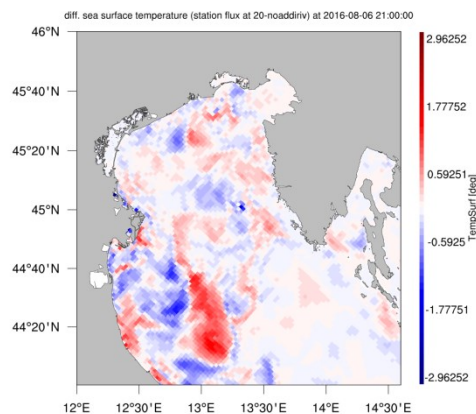 diff. sea surface temperature (station flux at 20-noaddiriv) at 2016-08-06 21:00:00
46°N
45°40'N
45°20'N
45°N
44°40'N
44°20'N
12°E
12°30'E
13°E
13°30'E
14°E
14°30'E
2.96252
1.77752
0.59251
-0.5925
-1.77751
-2.96252
TempSurf [degC]